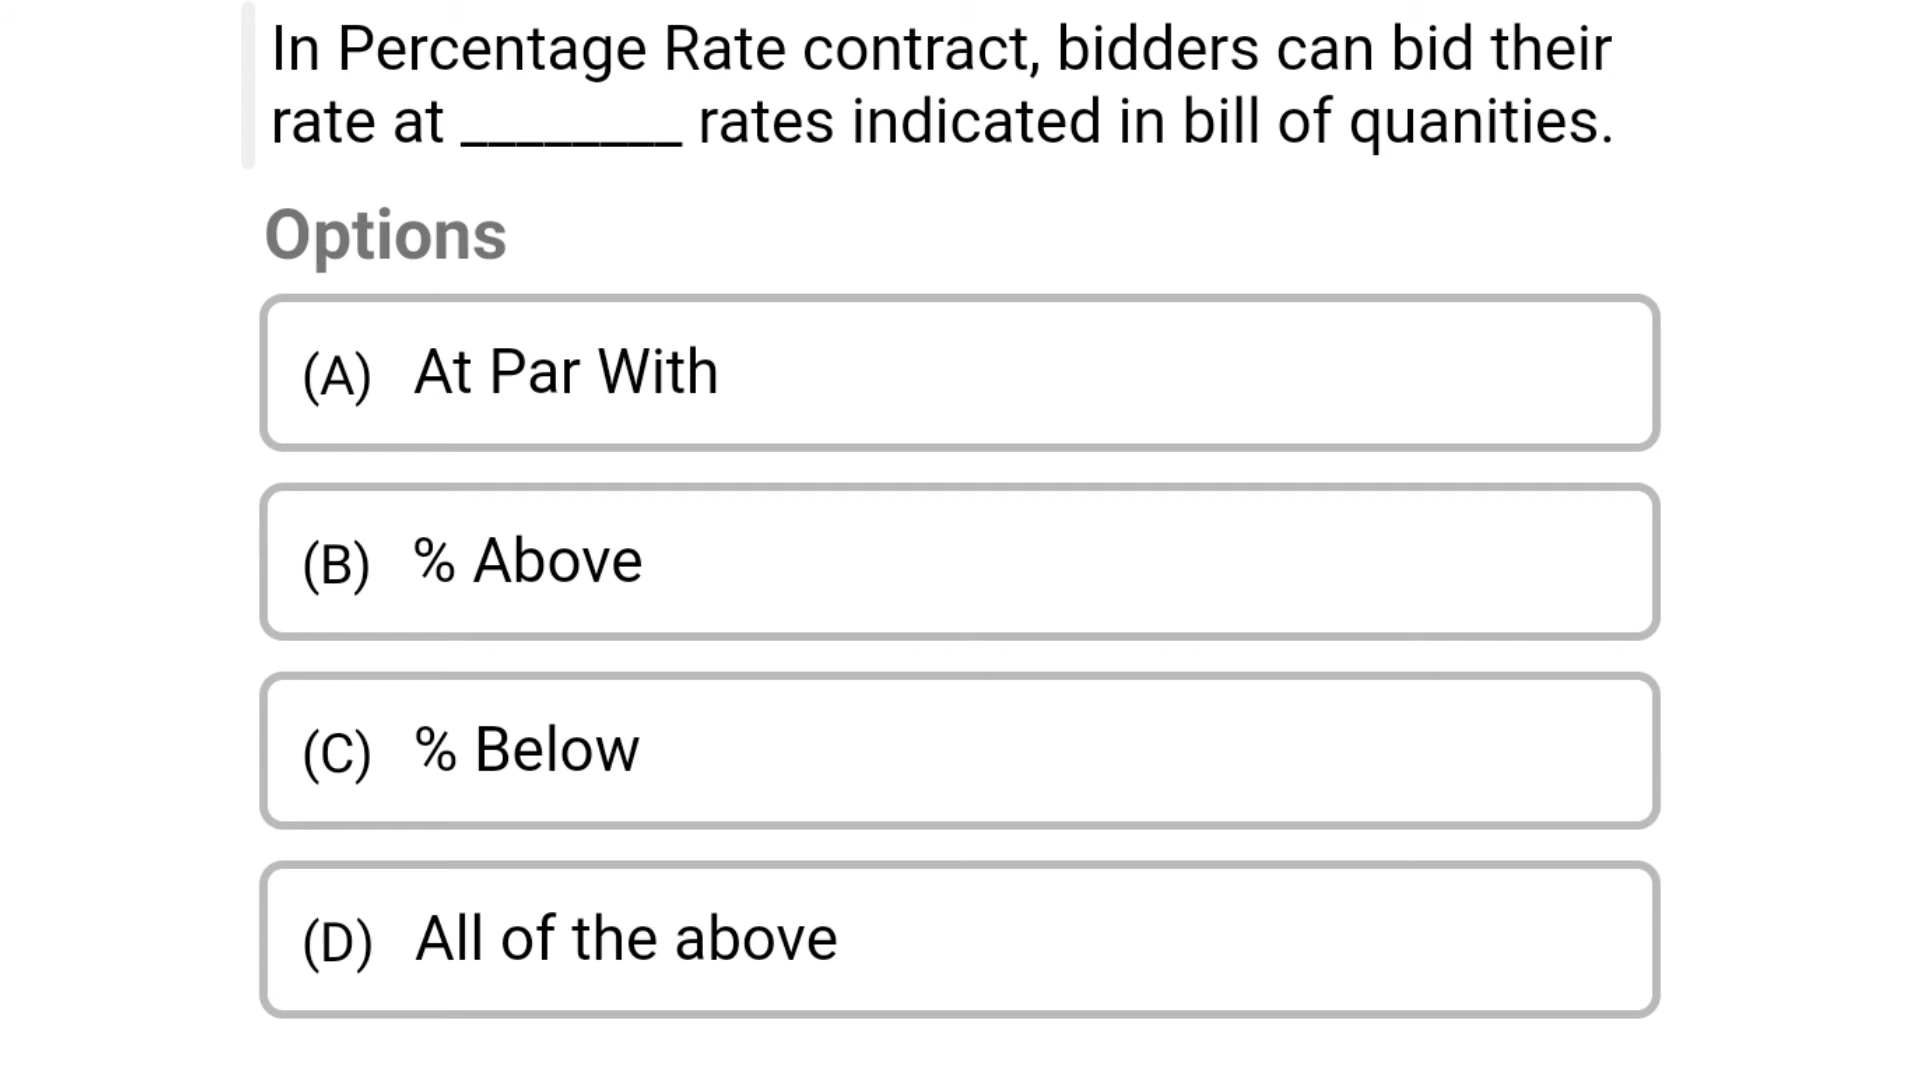 In Percentage Rate contract, bidders can bid their
rate at ________ rates indicated in bill of quanities.
Options
(A) At Par With
(B) % Above
(C) % Below
(D) All of the above